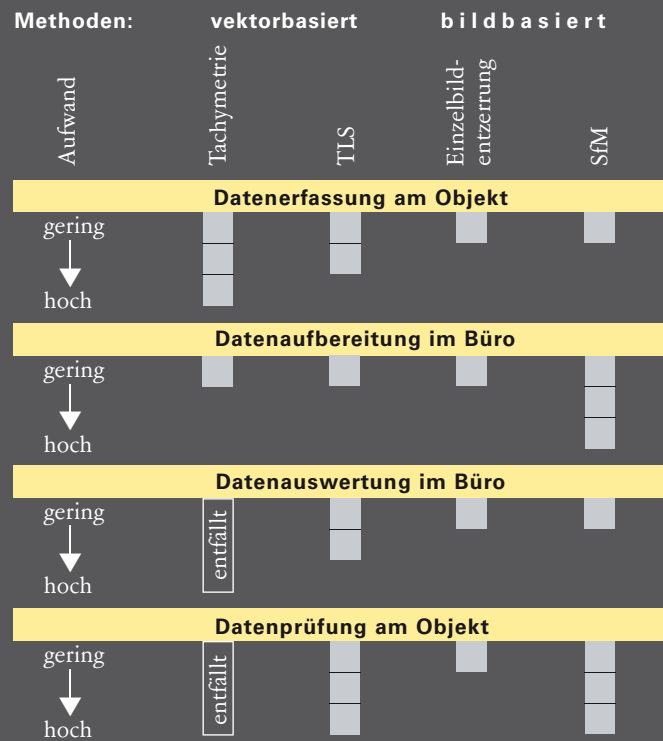 Methoden: vektorbasiert bildbasiert
Aufwand
Tachymetrie
TLS
Einzelbild-
entzerrung
SfM
Datenerfassung am Objekt
gering
hoch
Datenaufbereitung im Büro
gering
hoch
Datenauswertung im Büro
gering
entfällt
hoch
Datenprüfung am Objekt
gering
entfällt
hoch